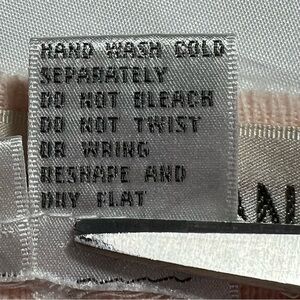 HAND WASH COLD
SEPARATELY
DO NOT BLEACH
DO NOT TWIST
OR WRING
RESHAPE AND
DRY FLAT